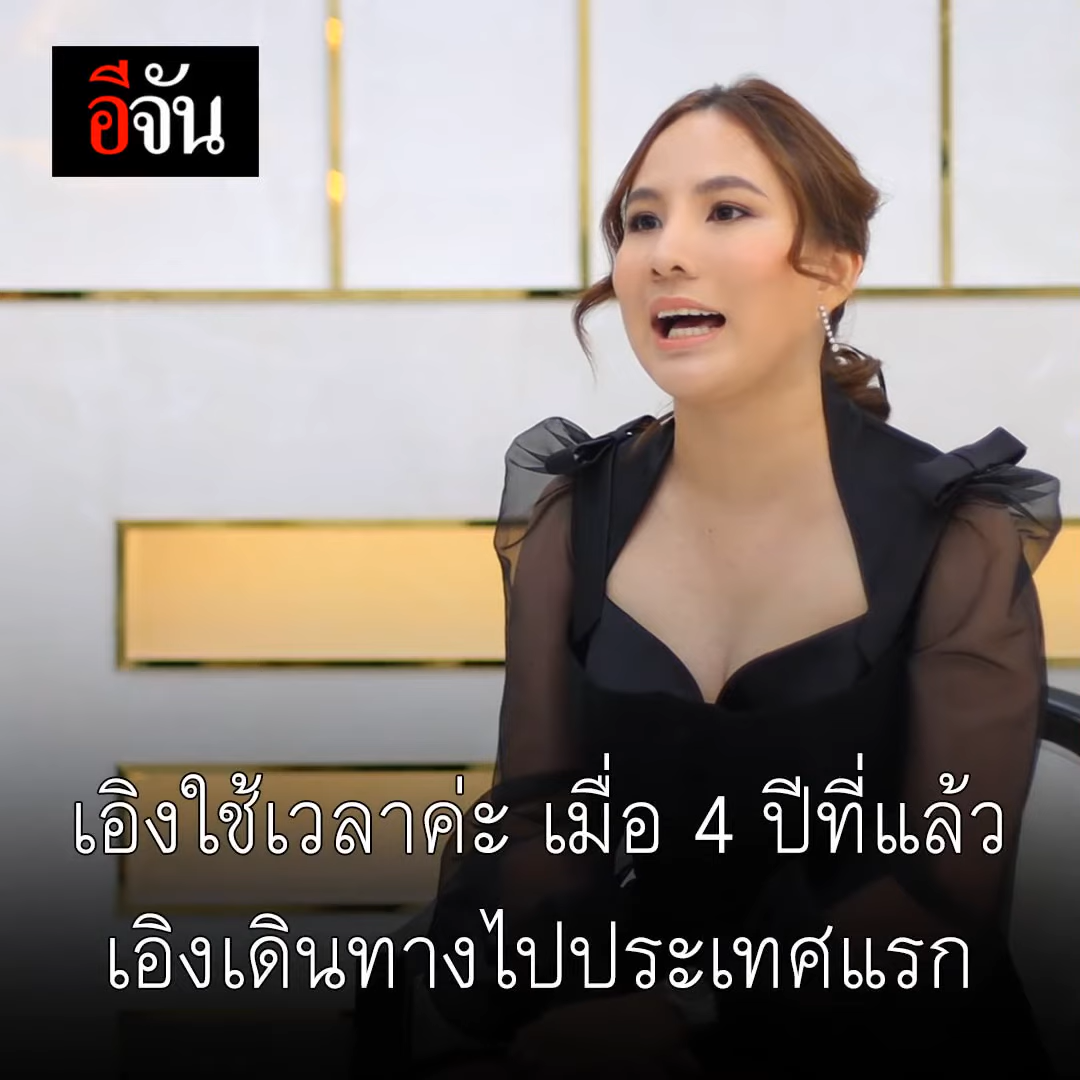 อีจัน
เอิงใช้เวลาค่ะ เมื่อ 4 ปีที่แล้ว
เอิงเดินทางไปประเทศแรก